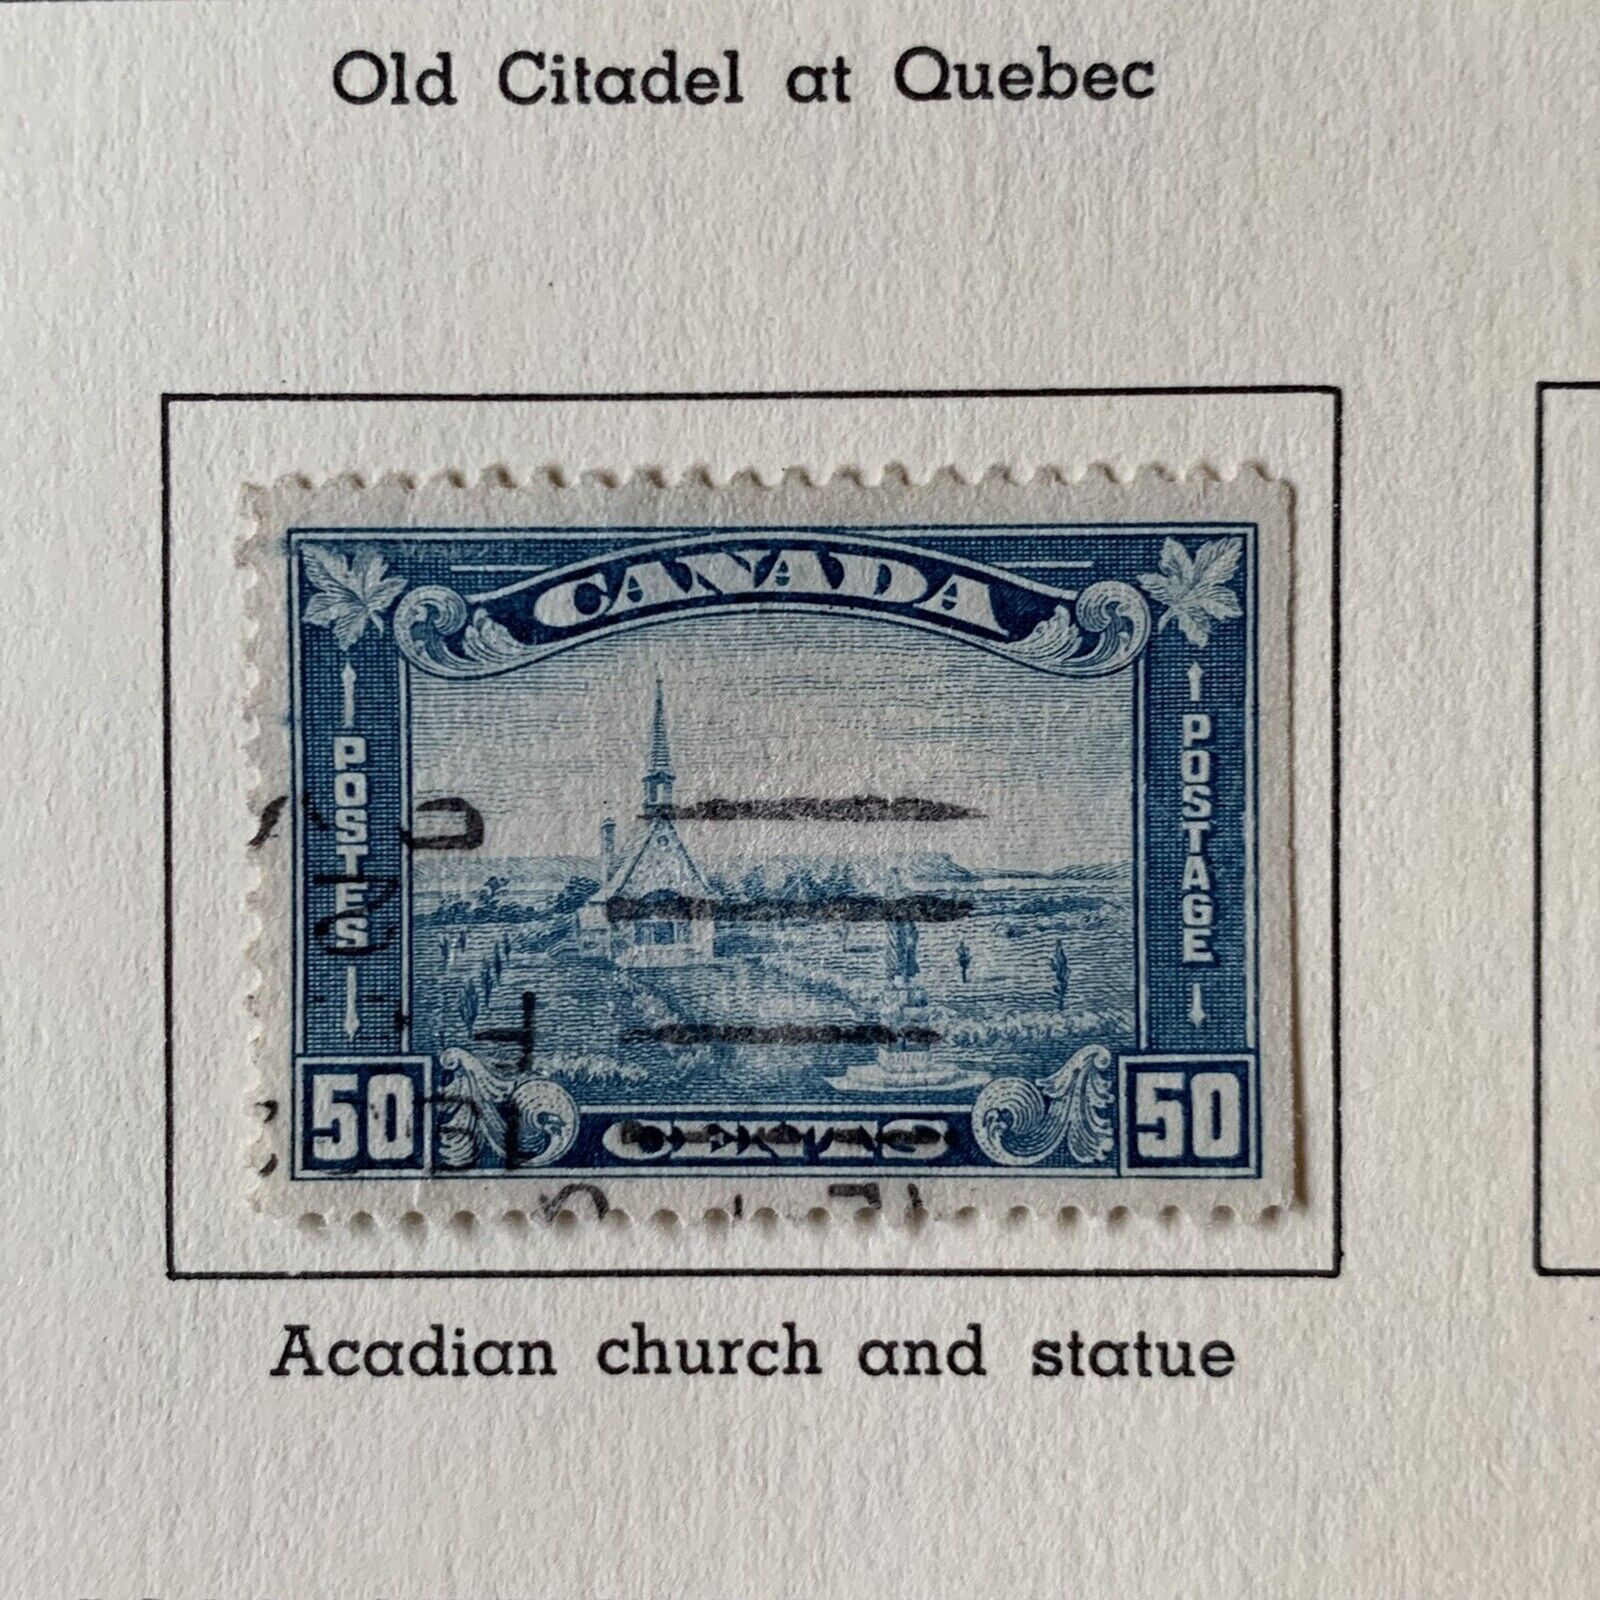 Old Citadel at Quebec
CANADA
POSTES
POSTAGE
50
CENTS
50
Acadian church and statue